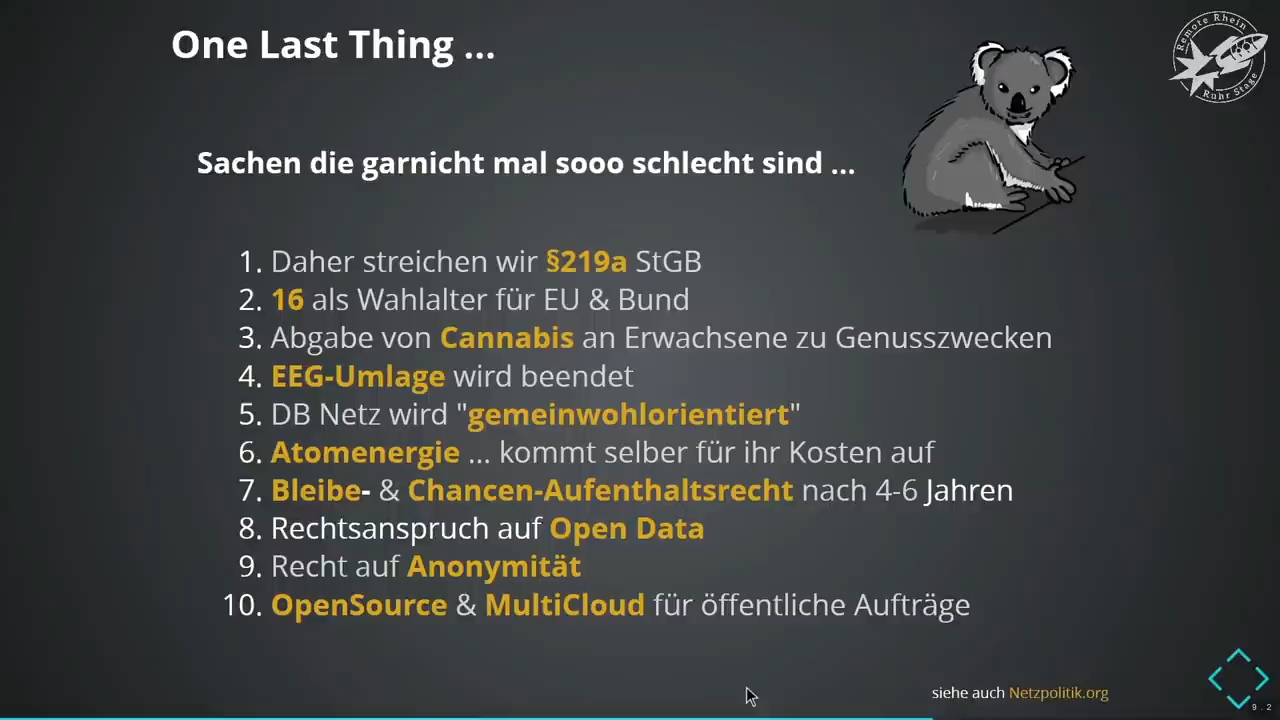 One Last Thing ...
Remote Rhein
Ruhr Stage
Sachen die garnicht mal sooo schlecht sind ...
1. Daher streichen wir §219a StGB
2. 16 als Wahlalter für EU & Bund
3. Abgabe von Cannabis an Erwachsene zu Genusszwecken
4. EEG-Umlage wird beendet
5. DB Netz wird "gemeinwohlorientiert"
6. Atomenergie ... kommt selber für ihr Kosten auf
7. Bleibe- & Chancen-Aufenthaltsrecht nach 4-6 Jahren
8. Rechtsanspruch auf Open Data
9. Recht auf Anonymität
10. OpenSource & MultiCloud für öffentliche Aufträge
siehe auch Netzpolitik.org
9.2